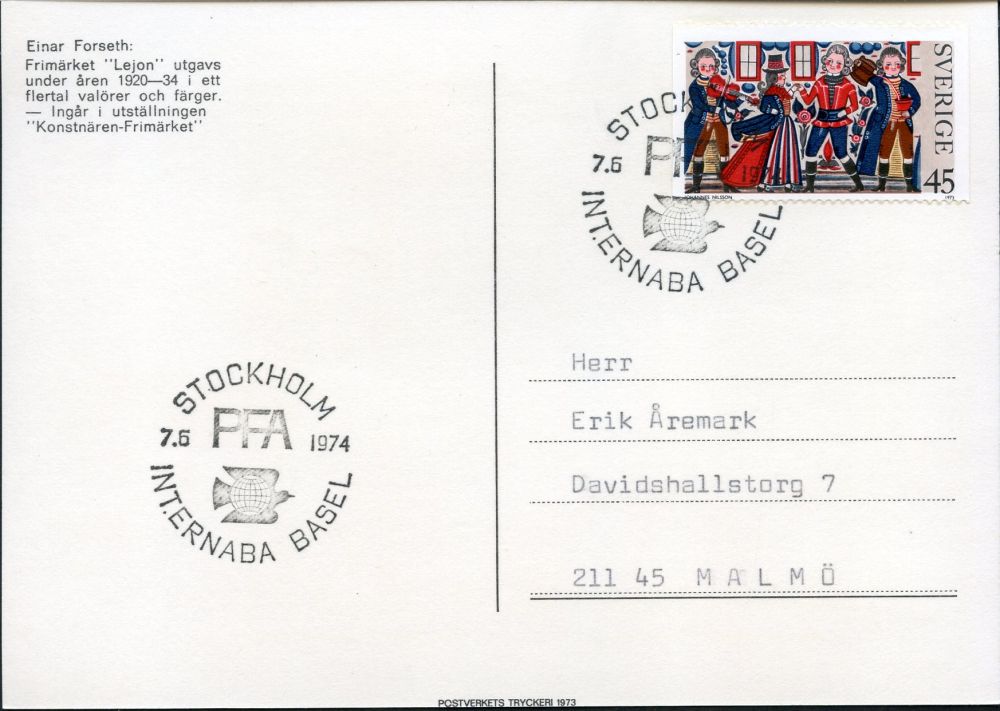 Einar Forseth:
Frimärket "Lejon" utgavs
under åren 1920—34 i ett
flertal valörer och färger.
— Ingår i utställningen
"Konstnären-Frimärket"
SVERIGE
45
JOHANNES NILSSON
1973
STOCK
PFA
7.6 1974
INTERNABA BASEL
Herr
Erik Åremark
Davidshallstorg 7
211 45 MALMÖ
STOCKHOLM
PFA
7.6 1974
INTERNABA BASEL
POSTVERKETS TRYCKERI 1973